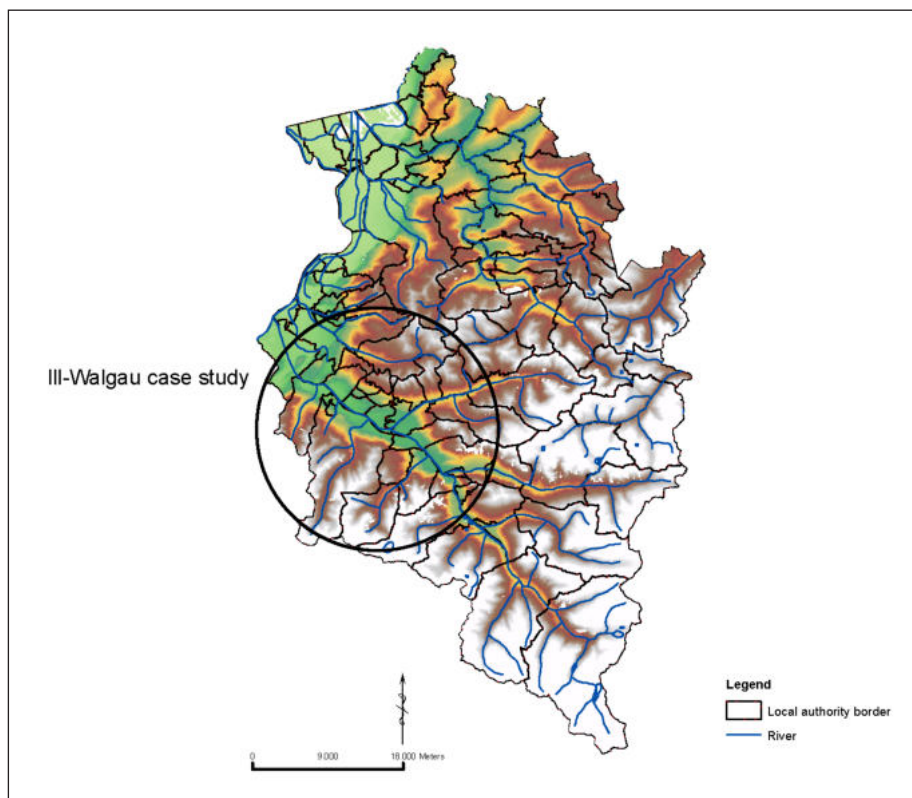 Ill-Walgau case study
Legend
Local authority border
River
0 9.000 18.000 Meters